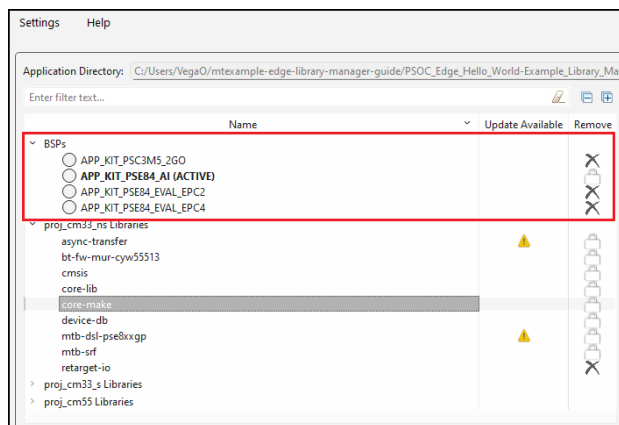 Settings Help
Application Directory: C:/Users/VegaO/mtexample-edge-library-manager-guide/PSOC_Edge_Hello_World-Example_Library_Ma
Enter filter text...
Name Update Available Remove
BSPs
APP_KIT_PSC3M5_2GO
APP_KIT_PSE84_AI (ACTIVE)
APP_KIT_PSE84_EVAL_EPC2
APP_KIT_PSE84_EVAL_EPC4
proj_cm33_ns Libraries
async-transfer
bt-fw-mur-cyw55513
cmsis
core-lib
core-make
device-db
mtb-dsl-pse8xxgp
mtb-srf
retarget-io
proj_cm33_s Libraries
proj_cm55 Libraries